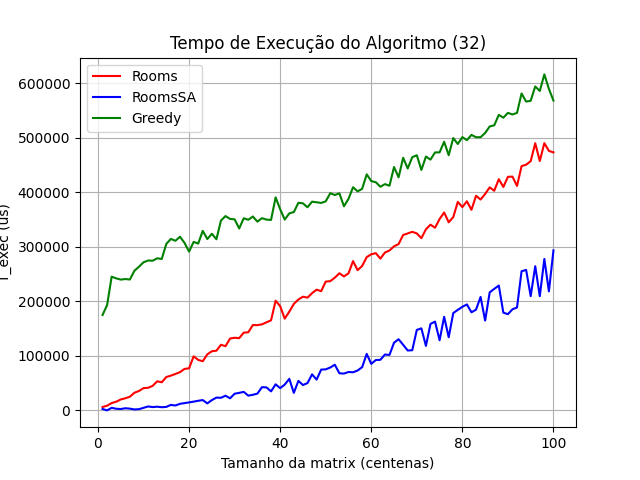 Tempo de Execução do Algoritmo (32)
Rooms
RoomsSA
Greedy
600000
500000
400000
300000
200000
100000
0
_exec (us)
0 20 40 60 80 100
Tamanho da matrix (centenas)